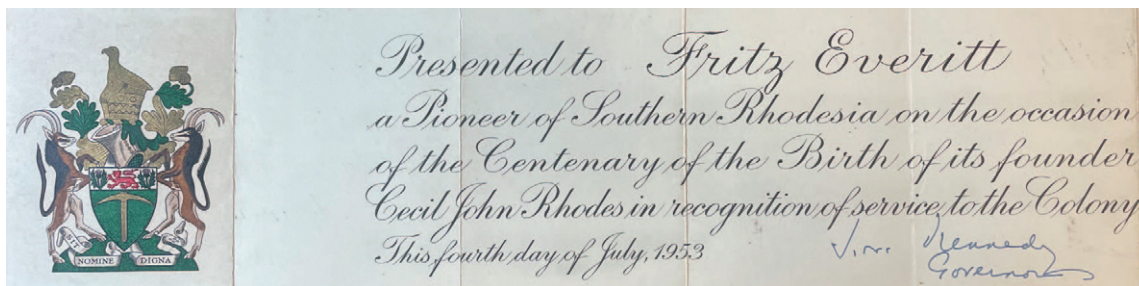 Presented to Fritz Everitt
a Pioneer of Southern Rhodesia on the occasion
of the Centenary of the Birth of its founder
Cecil John Rhodes in recognition of service to the Colony
This fourth day of July, 1953
Kennedy
Governor
SIT NOMINE DIGNA